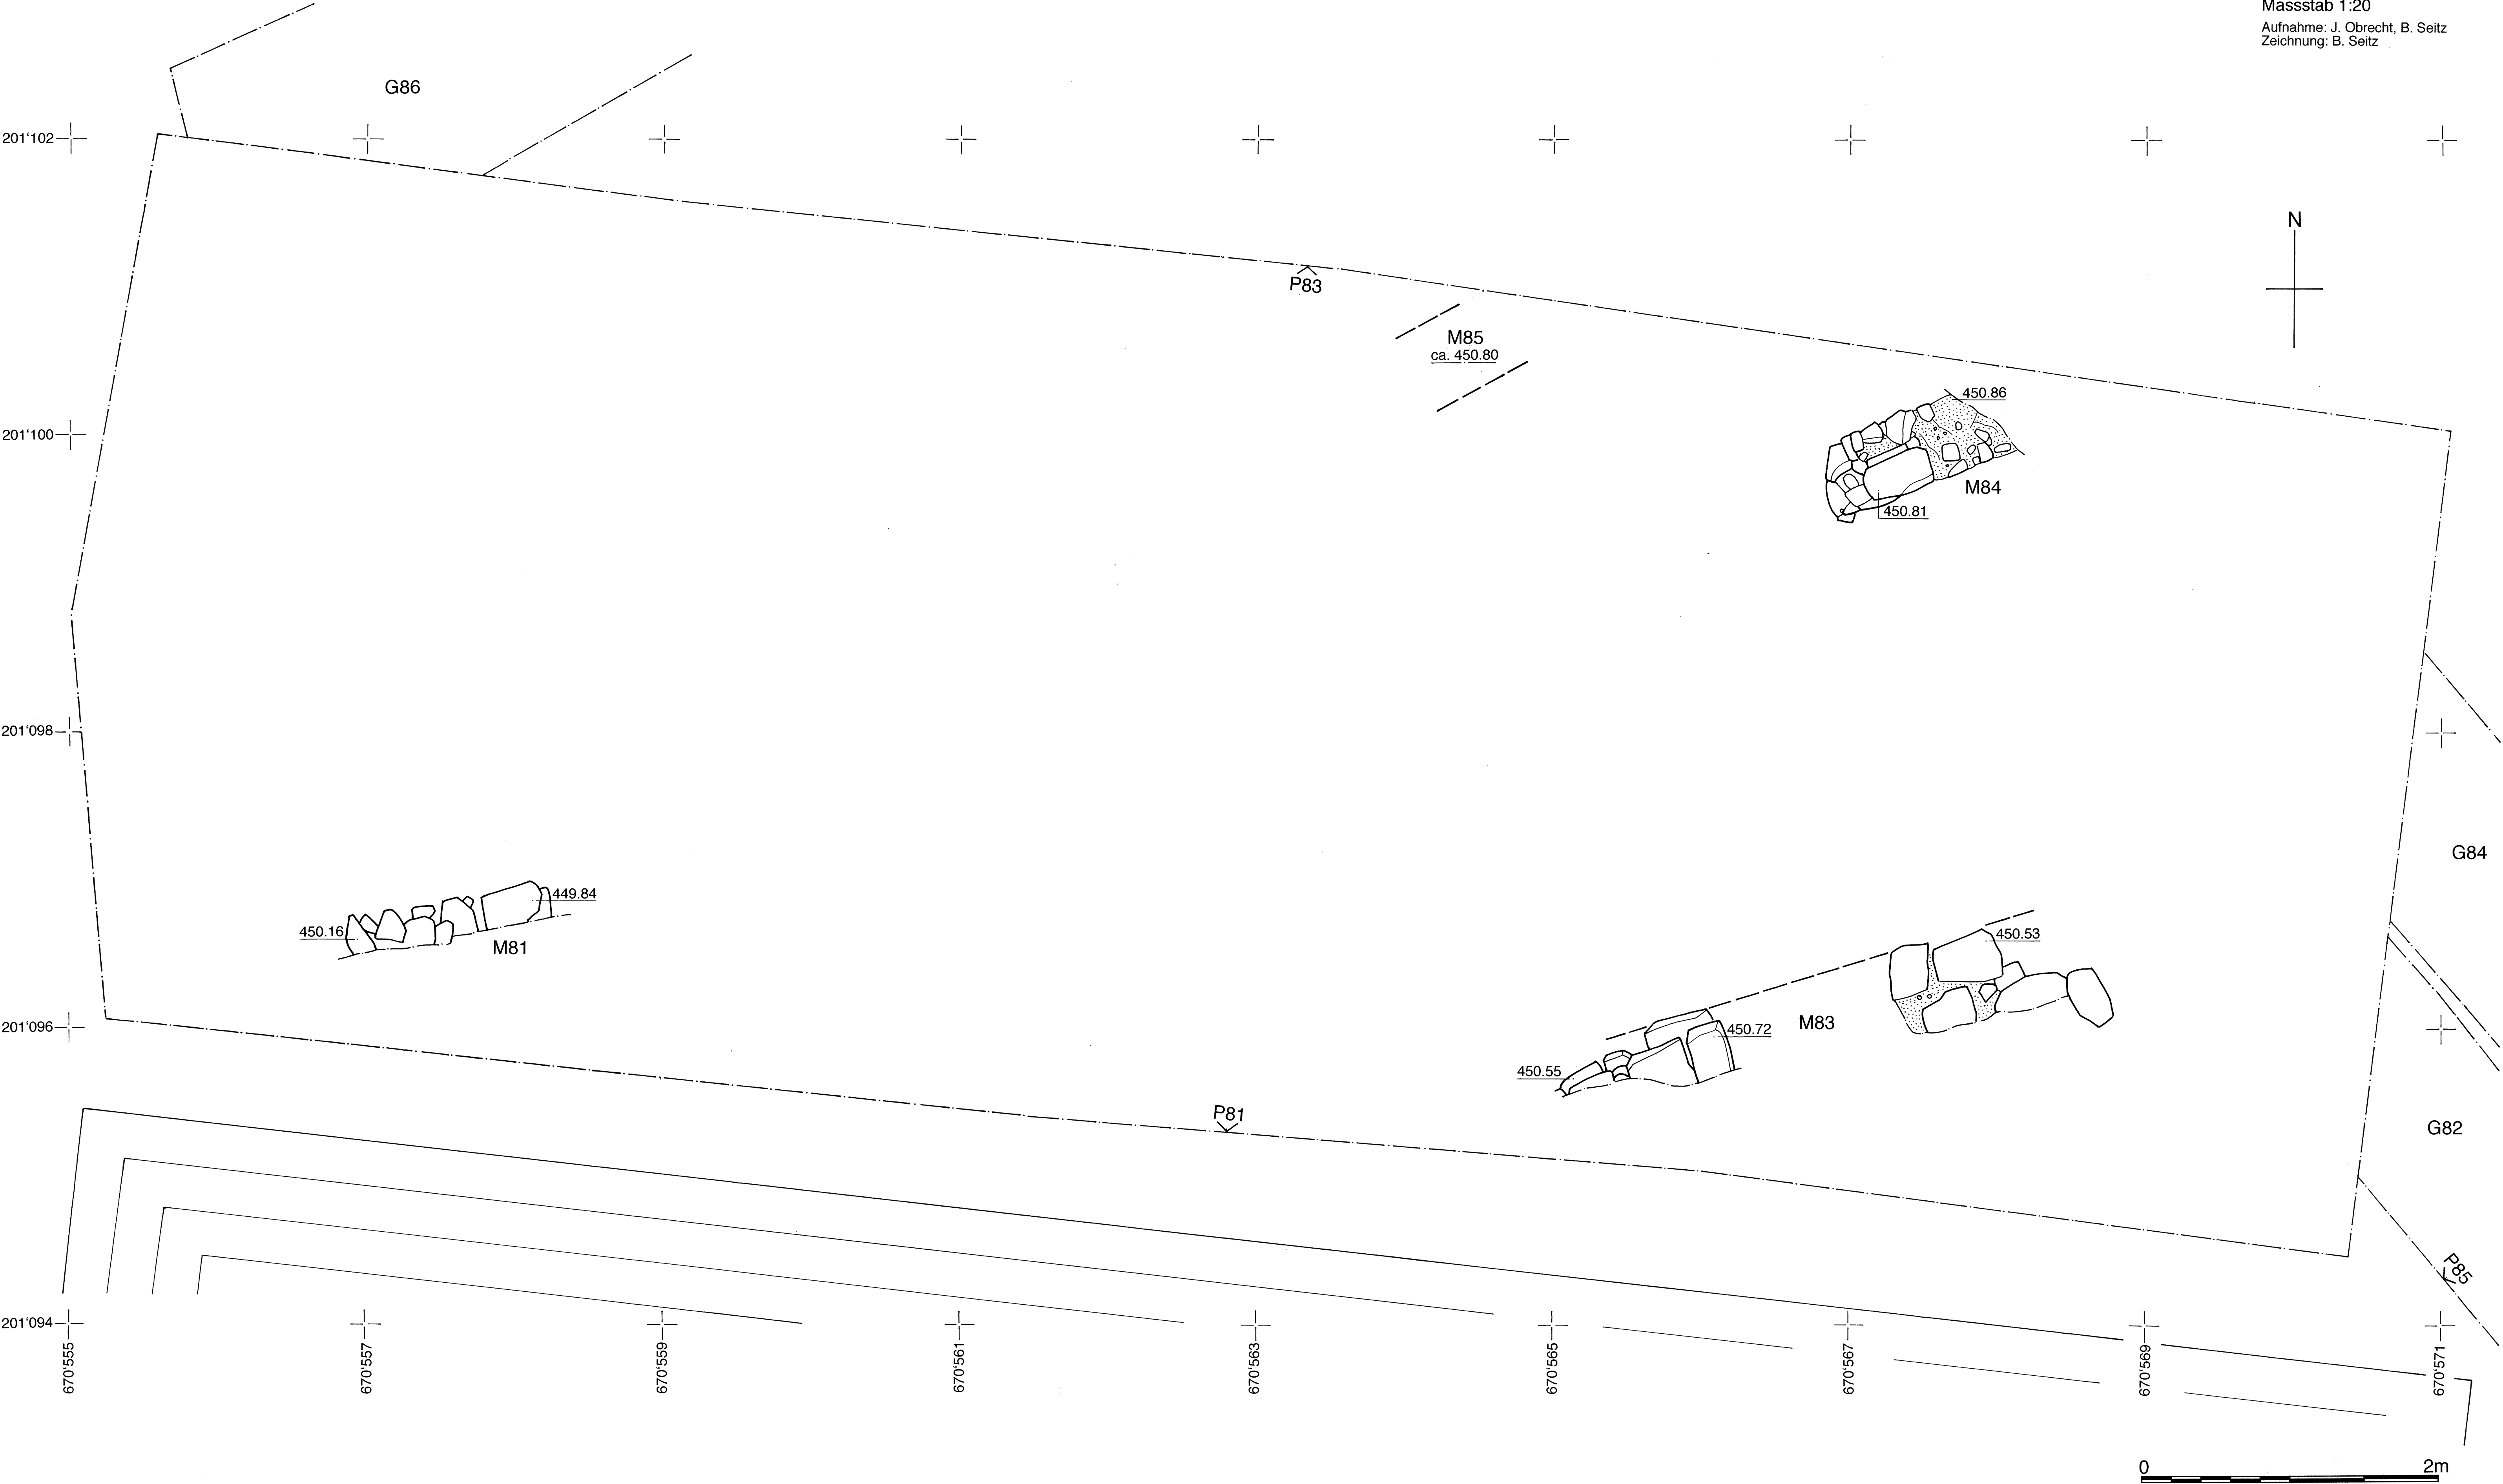 Massstab 1:20
Aufnahme: J. Obrecht, B. Seitz
Zeichnung: B. Seitz
G86
201'102
N
P83
M85
ca. 450.80
450.86
201'100
M84
450.81
201'098
G84
449.84
450.16
M81
450.53
201'096
M83
450.72
450.55
P81
G82
P85
201'094
670'555
670'557
670'559
670'561
670'563
670'565
670'567
670'569
670'571
0 2m